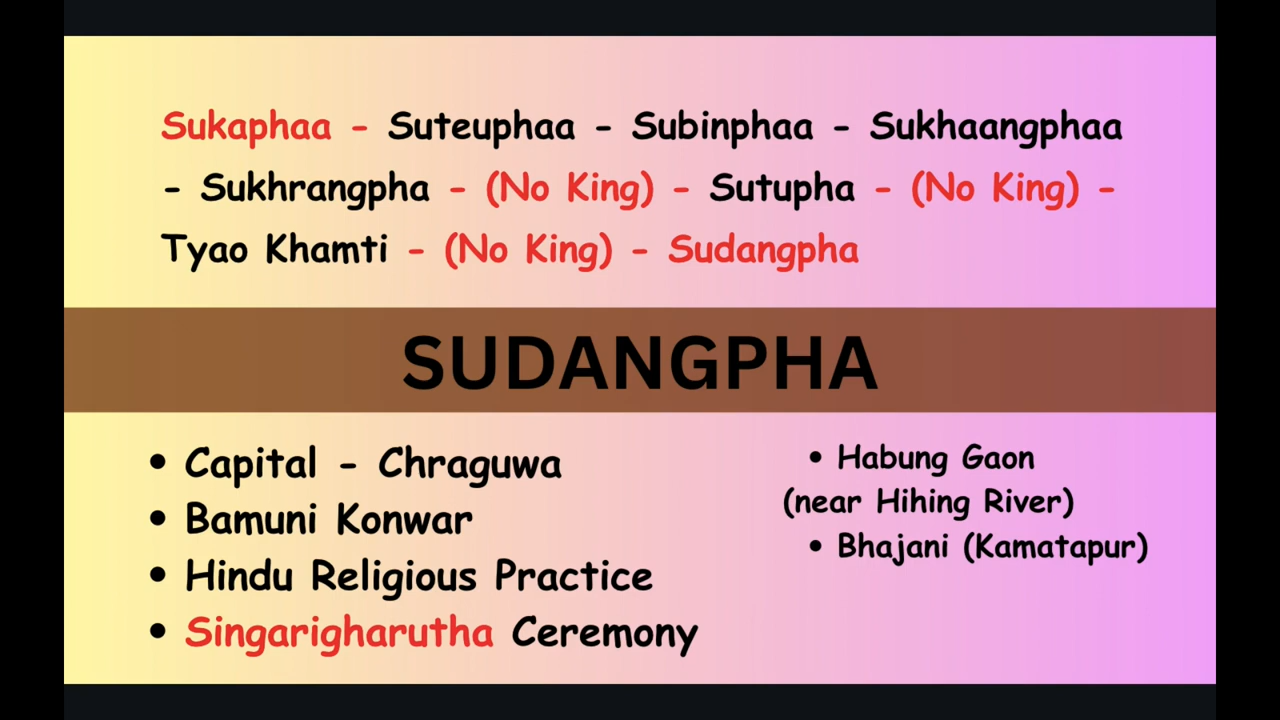 Sukaphaa - Suteuphaa - Subinphaa - Sukhaangphaa
- Sukhrangpha - (No King) - Sutupha - (No King) -
Tyao Khamti - (No King) - Sudangpha
SUDANGPHA
• Capital - Chraguwa
• Bamuni Konwar
• Hindu Religious Practice
• Singarigharutha Ceremony
• Habung Gaon
(near Hihing River)
• Bhajani (Kamatapur)